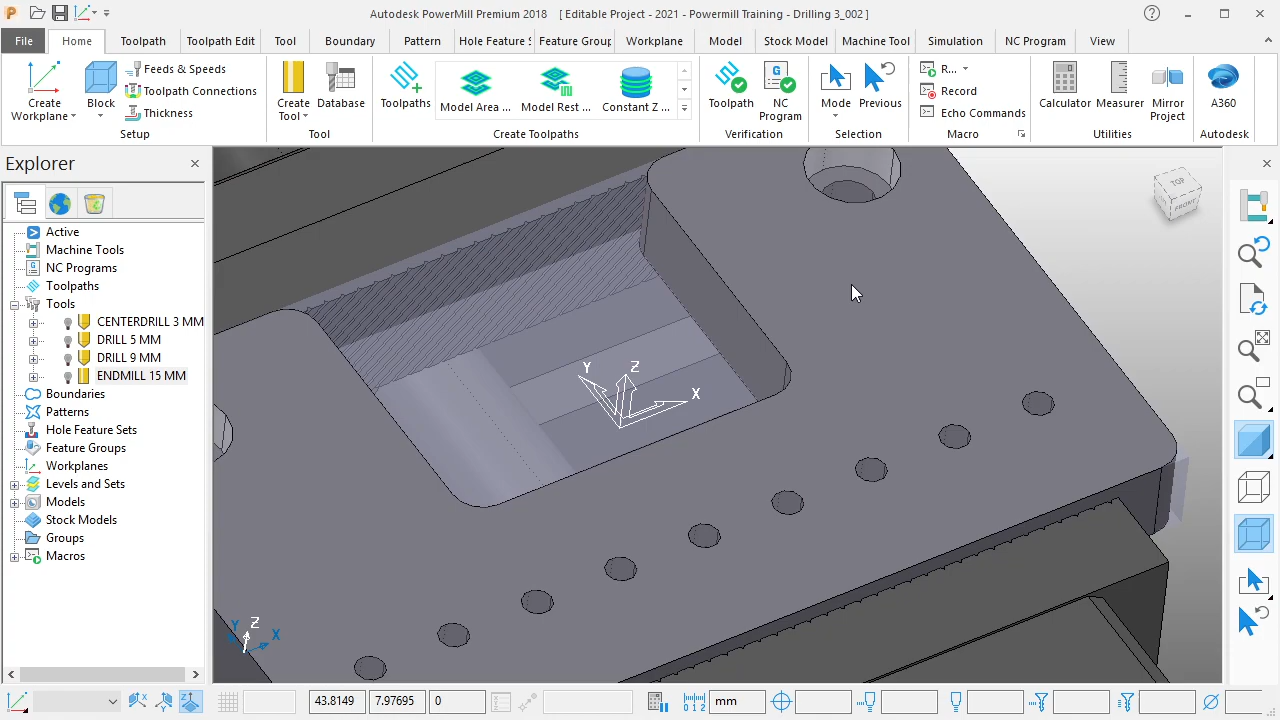 Autodesk PowerMill Premium 2018 [ Editable Project - 2021 - Powermill Training - Drilling 3_002 ]
File Home Toolpath Toolpath Edit Tool Boundary Pattern Hole Feature S Feature Group Workplane Model Stock Model Machine Tool Simulation NC Program View
Create Workplane
Block
Feeds & Speeds
Toolpath Connections
Thickness
Create Tool
Database
Toolpaths
Model Area ...
Model Rest ...
Constant Z ...
Toolpath
NC Program
Mode
Previous
R...
Record
Echo Commands
Calculator
Measurer
Mirror Project
A360
Setup Tool Create Toolpaths Verification Selection Macro Utilities Autodesk
Explorer
Active
Machine Tools
NC Programs
Toolpaths
Tools
CENTERDRILL 3 MM
DRILL 5 MM
DRILL 9 MM
ENDMILL 15 MM
Boundaries
Patterns
Hole Feature Sets
Feature Groups
Workplanes
Levels and Sets
Models
Stock Models
Groups
Macros
TOP
FRONT
Y Z X
Y Z X
43.8149 7.97695 0 mm